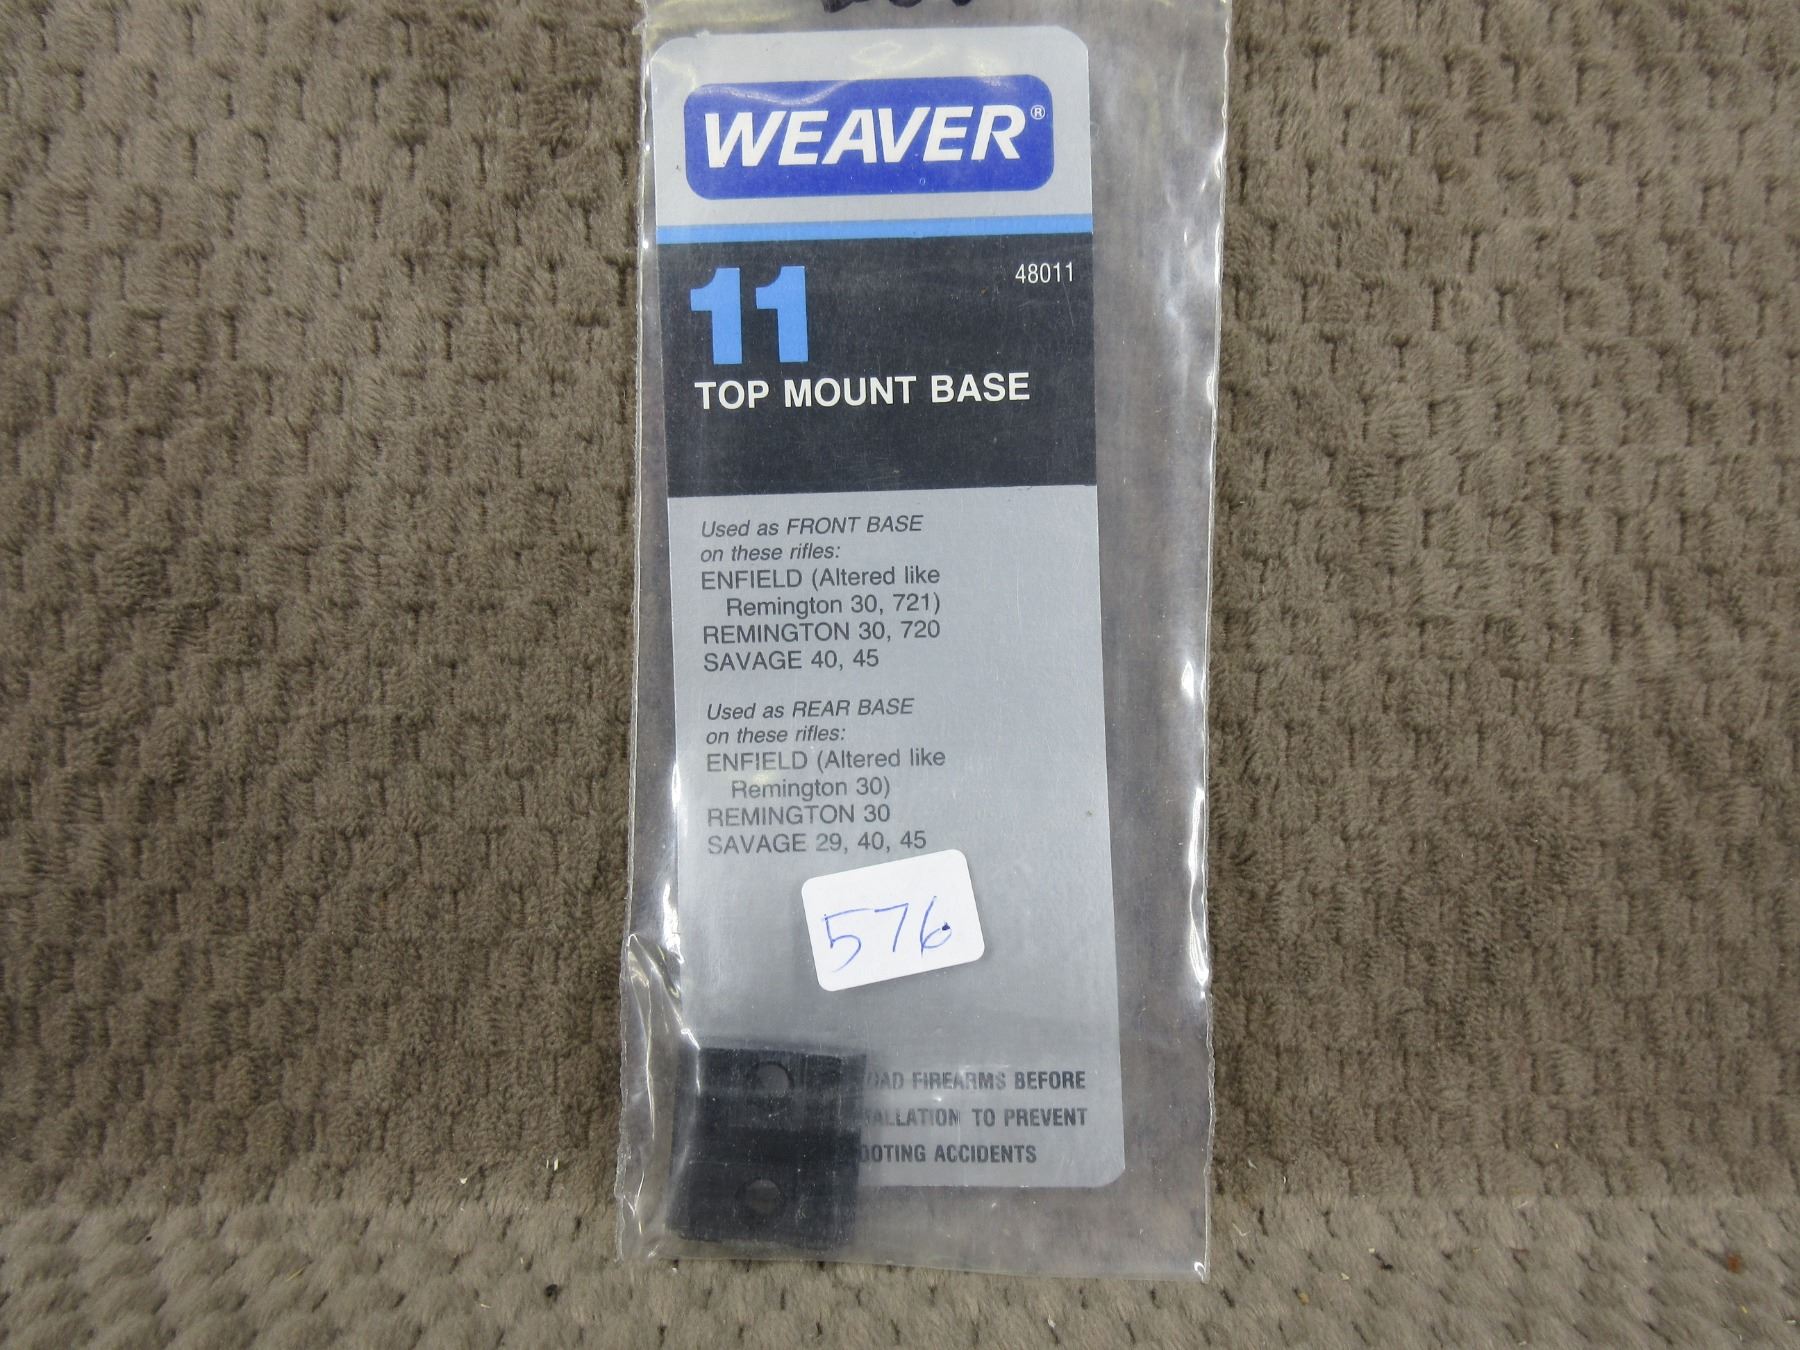 WEAVER®
11
48011
TOP MOUNT BASE
Used as FRONT BASE
on these rifles:
ENFIELD (Altered like
Remington 30, 721)
REMINGTON 30, 720
SAVAGE 40, 45
Used as REAR BASE
on these rifles:
ENFIELD (Altered like
Remington 30)
REMINGTON 30
SAVAGE 29, 40, 45
576
FIREARMS BEFORE
TO PREVENT
ACCIDENTS